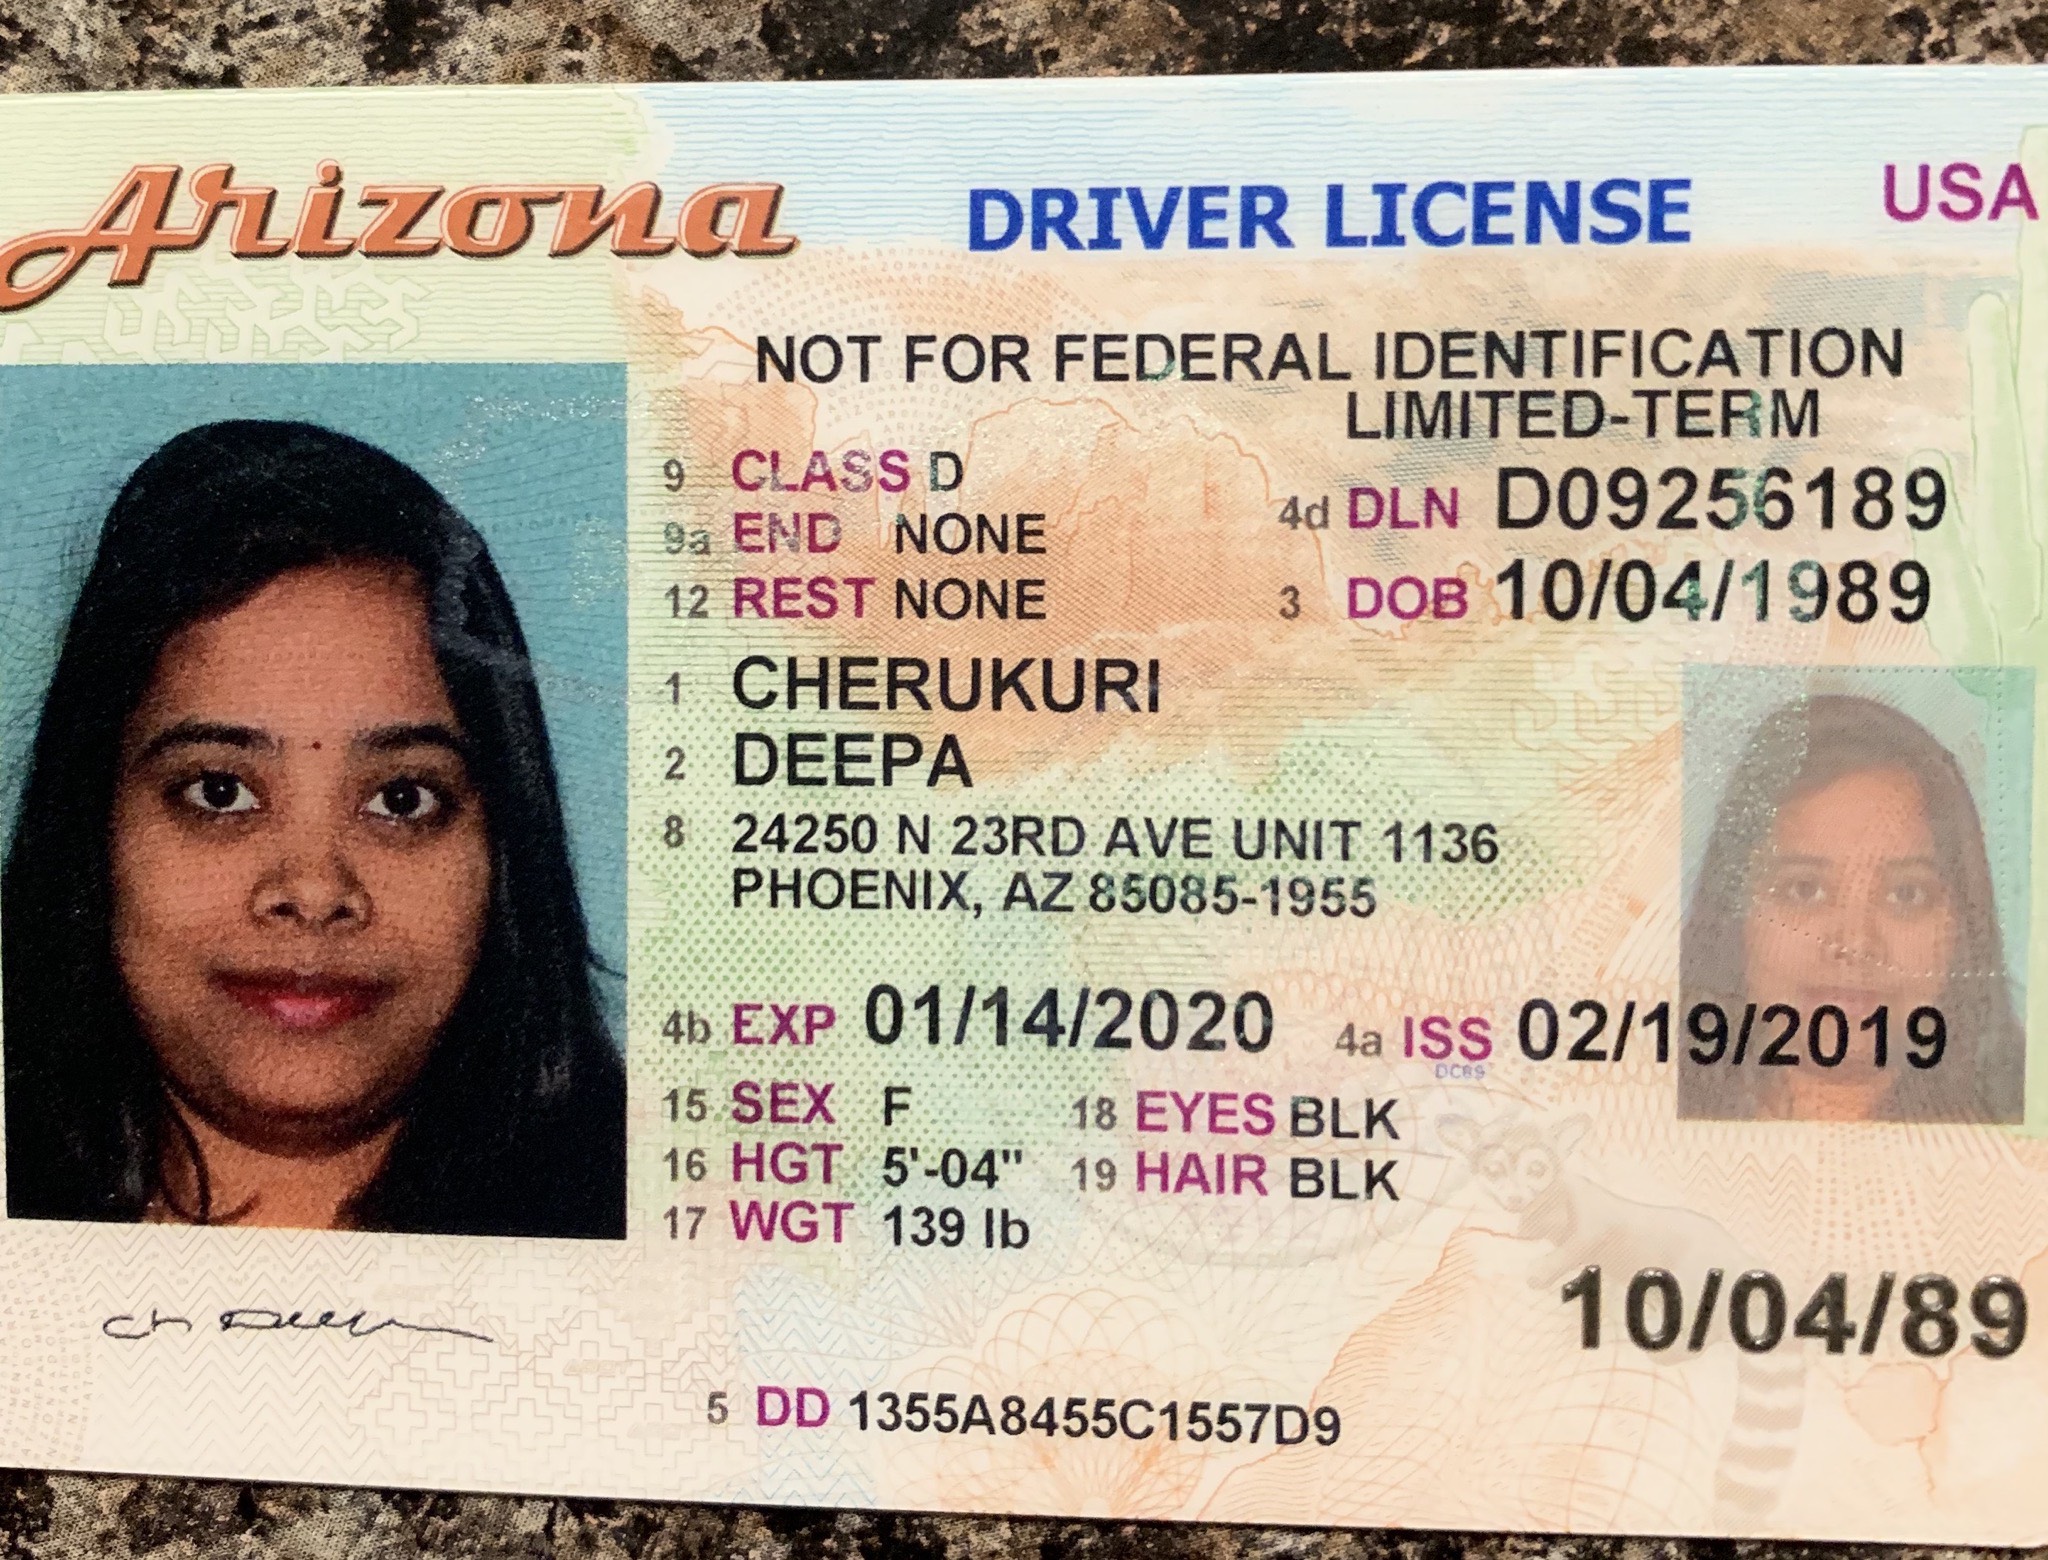 Arizona DRIVER LICENSE USA
NOT FOR FEDERAL IDENTIFICATION
LIMITED-TERM
9 CLASS D
4d DLN D09256189
9a END NONE
12 REST NONE
3 DOB 10/04/1989
1 CHERUKURI
2 DEEPA
8 24250 N 23RD AVE UNIT 1136
PHOENIX, AZ 85085-1955
4b EXP 01/14/2020 4a ISS 02/19/2019
15 SEX F 18 EYES BLK
16 HGT 5'-04" 19 HAIR BLK
17 WGT 139 lb
10/04/89
5 DD 1355A8455C1557D9